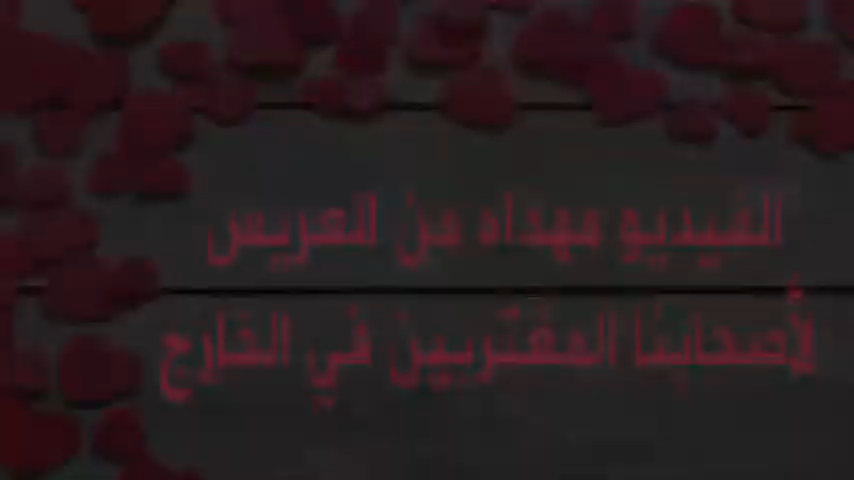 الفيديو مهداه من العريس
لأصحابنا المغتربين في الخارج